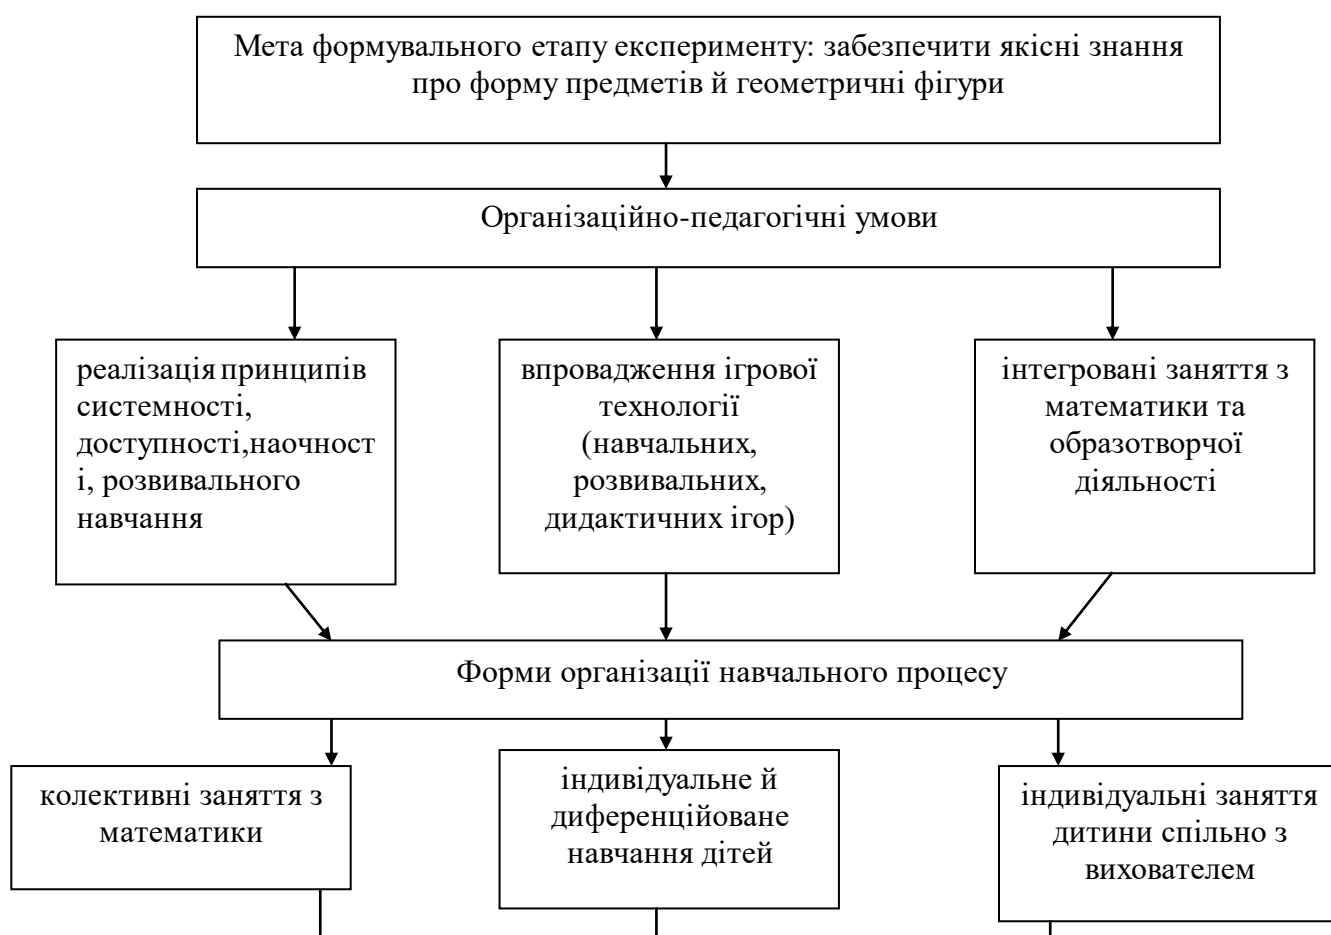 Мета формувального етапу експерименту: забезпечити якісні знання
про форму предметів й геометричні фігури
Організаційно-педагогічні умови
реалізація принципів
системності,
доступності,наочност
і, розвивального
навчання
впровадження ігрової
технології
(навчальних,
розвивальних,
дидактичних ігор)
інтегровані заняття з
математики та
образотворчої
діяльності
Форми організації навчального процесу
колективні заняття з
математики
індивідуальне й
диференційоване
навчання дітей
індивідуальні заняття
дитини спільно з
вихователем